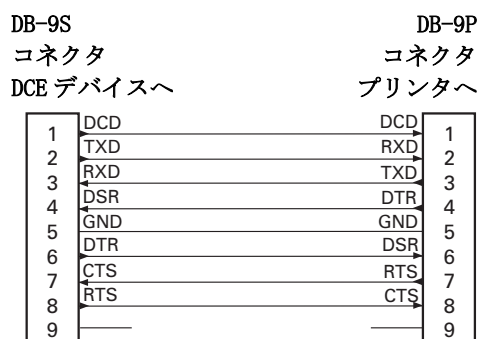 DB-9S DB-9P
コネクタ コネクタ
DCE デバイスへ プリンタへ
1 DCD DCD 1
2 TXD RXD 2
3 RXD TXD 3
4 DSR DTR 4
5 GND GND 5
6 DTR DSR 6
7 CTS RTS 7
8 RTS CTS 8
9 9